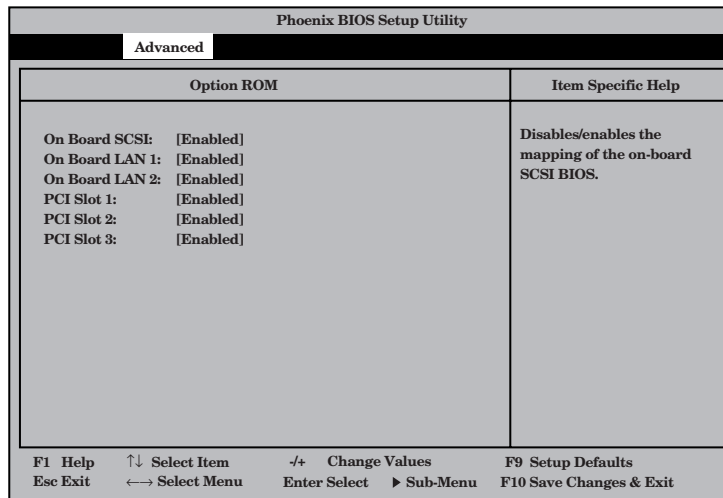 Phoenix BIOS Setup Utility
Advanced
Option ROM
Item Specific Help
On Board SCSI: [Enabled]
On Board LAN 1: [Enabled]
On Board LAN 2: [Enabled]
PCI Slot 1: [Enabled]
PCI Slot 2: [Enabled]
PCI Slot 3: [Enabled]
Disables/enables the
mapping of the on-board
SCSI BIOS.
F1 Help ↑↓ Select Item -/+ Change Values F9 Setup Defaults
Esc Exit ←→ Select Menu Enter Select ▶ Sub-Menu F10 Save Changes & Exit